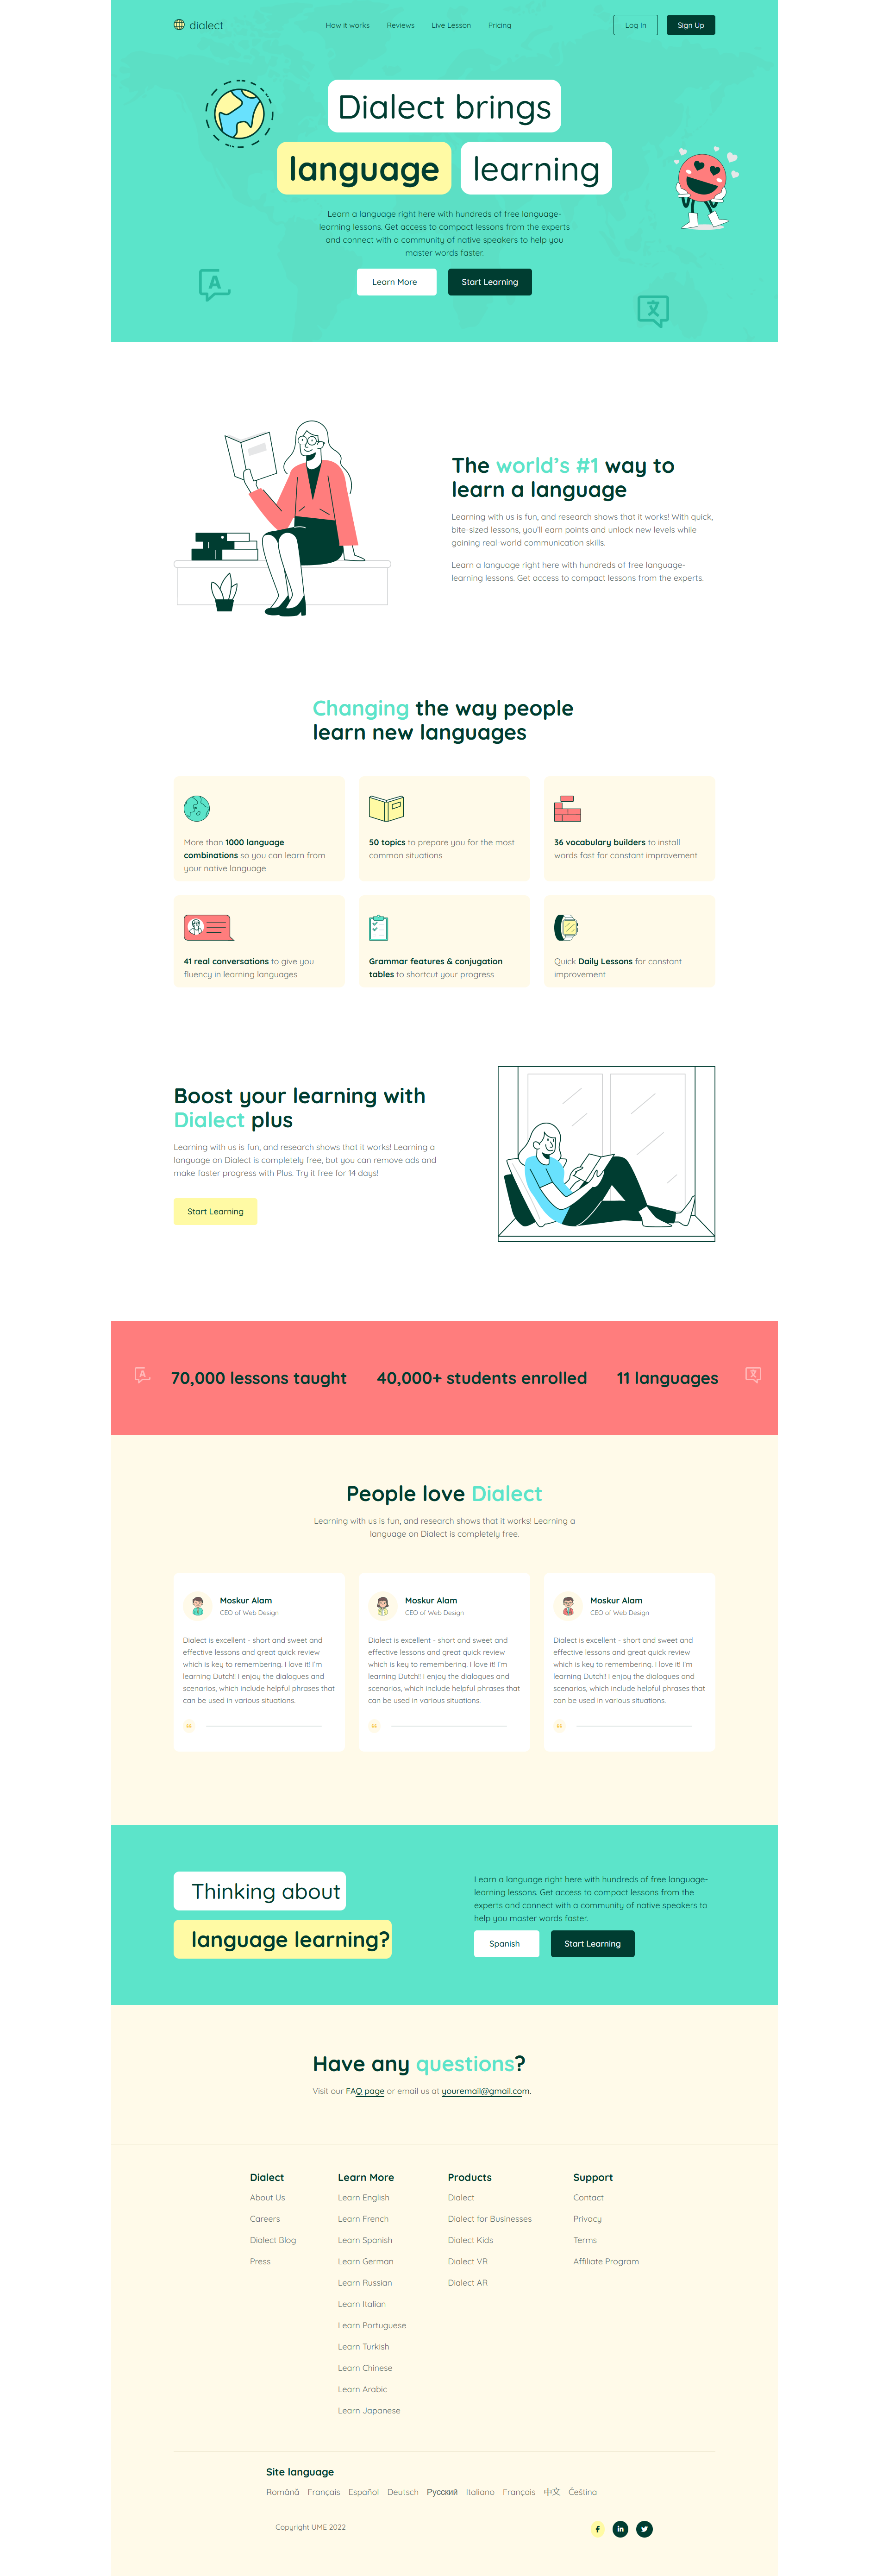 dialect
How it works
Reviews
Live Lesson
Pricing
Log In
Sign Up
Dialect brings
language
learning
Learn a language right here with hundreds of free language-
learning lessons. Get access to compact lessons from the experts
and connect with a community of native speakers to help you
master words faster.
Learn More
Start Learning
A
文
The world's #1 way to
learn a language
Learning with us is fun, and research shows that it works! With quick,
bite-sized lessons, you'll earn points and unlock new levels while
gaining real-world communication skills.
Learn a language right here with hundreds of free language-
learning lessons. Get access to compact lessons from the experts.
Changing the way people
learn new languages
More than 1000 language
combinations so you can learn from
your native language
50 topics to prepare you for the most
common situations
36 vocabulary builders to install
words fast for constant improvement
41 real conversations to give you
fluency in learning languages
Grammar features & conjugation
tables to shortcut your progress
Quick Daily Lessons for constant
improvement
Boost your learning with
Dialect plus
Learning with us is fun, and research shows that it works! Learning a
language on Dialect is completely free, but you can remove ads and
make faster progress with Plus. Try it free for 14 days!
Start Learning
A
70,000 lessons taught
40,000+ students enrolled
11 languages
文
People love Dialect
Learning with us is fun, and research shows that it works! Learning a
language on Dialect is completely free.
Moskur Alam
CEO of Web Design
Dialect is excellent - short and sweet and
effective lessons and great quick review
which is key to remembering. I love it! I'm
learning Dutch!! I enjoy the dialogues and
scenarios, which include helpful phrases that
can be used in various situations.
Moskur Alam
CEO of Web Design
Dialect is excellent - short and sweet and
effective lessons and great quick review
which is key to remembering. I love it! I'm
learning Dutch!! I enjoy the dialogues and
scenarios, which include helpful phrases that
can be used in various situations.
Moskur Alam
CEO of Web Design
Dialect is excellent - short and sweet and
effective lessons and great quick review
which is key to remembering. I love it! I'm
learning Dutch!! I enjoy the dialogues and
scenarios, which include helpful phrases that
can be used in various situations.
Thinking about
language learning?
Learn a language right here with hundreds of free language-
learning lessons. Get access to compact lessons from the
experts and connect with a community of native speakers to
help you master words faster.
Spanish
Start Learning
Have any questions?
Visit our FAQ page or email us at youremail@gmail.com.
Dialect
About Us
Careers
Dialect Blog
Press
Learn More
Learn English
Learn French
Learn Spanish
Learn German
Learn Russian
Learn Italian
Learn Portuguese
Learn Turkish
Learn Chinese
Learn Arabic
Learn Japanese
Products
Dialect
Dialect for Businesses
Dialect Kids
Dialect VR
Dialect AR
Support
Contact
Privacy
Terms
Affiliate Program
Site language
Română Français Español Deutsch Русский Italiano Français 中文 Čeština
Copyright UME 2022